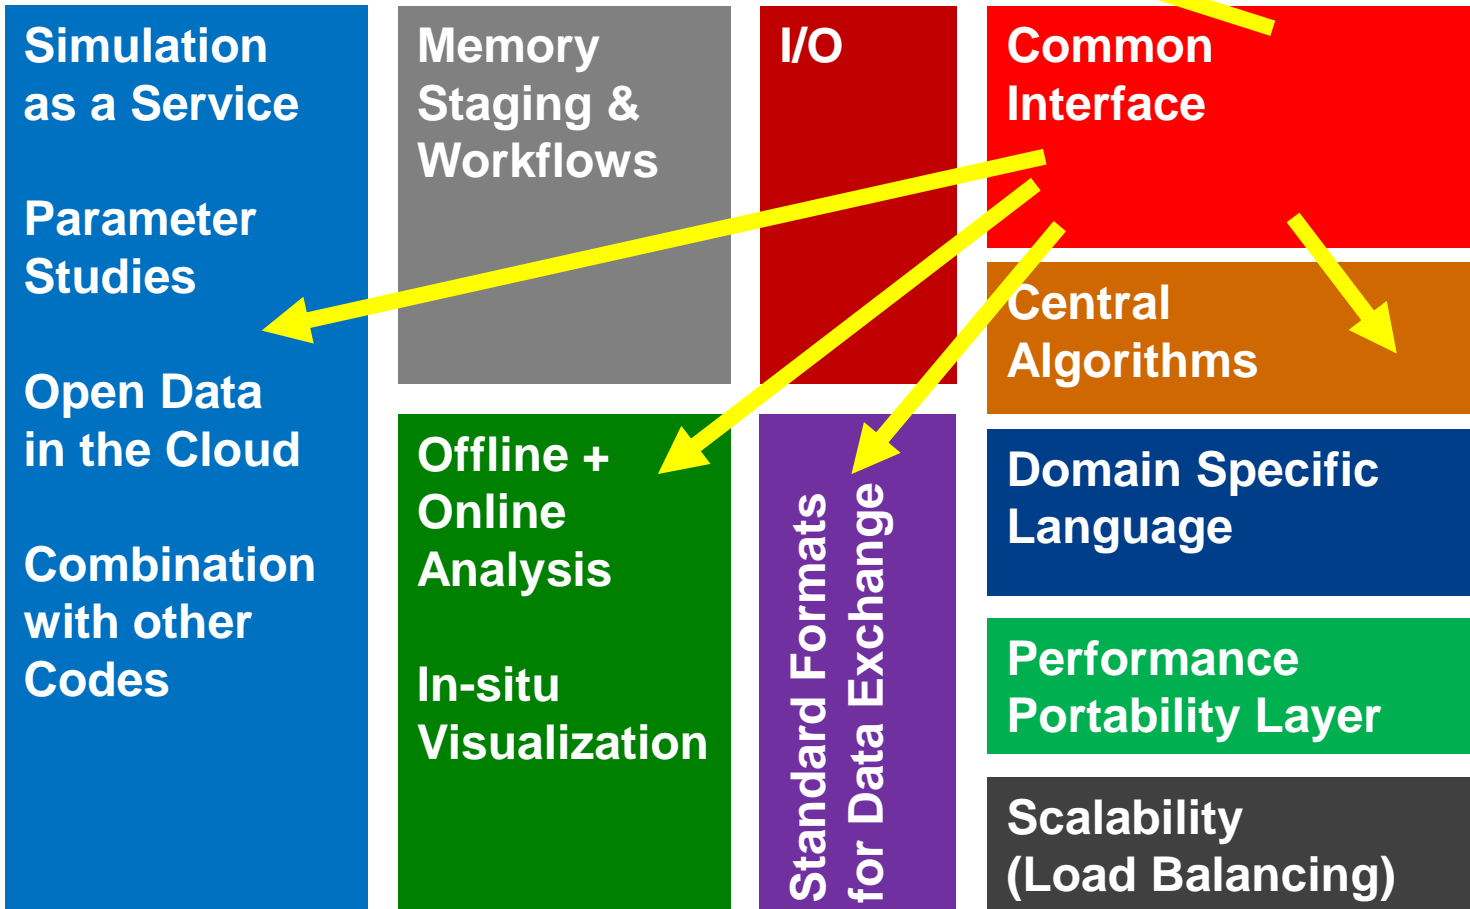 Simulation
as a Service
Parameter
Studies
Open Data
in the Cloud
Combination
with other
Codes
Memory
Staging &
Workflows
Offline +
Online
Analysis
In-situ
Visualization
I/O
Standard Formats
for Data Exchange
Common
Interface
Central
Algorithms
Domain Specific
Language
Performance
Portability Layer
Scalability
(Load Balancing)